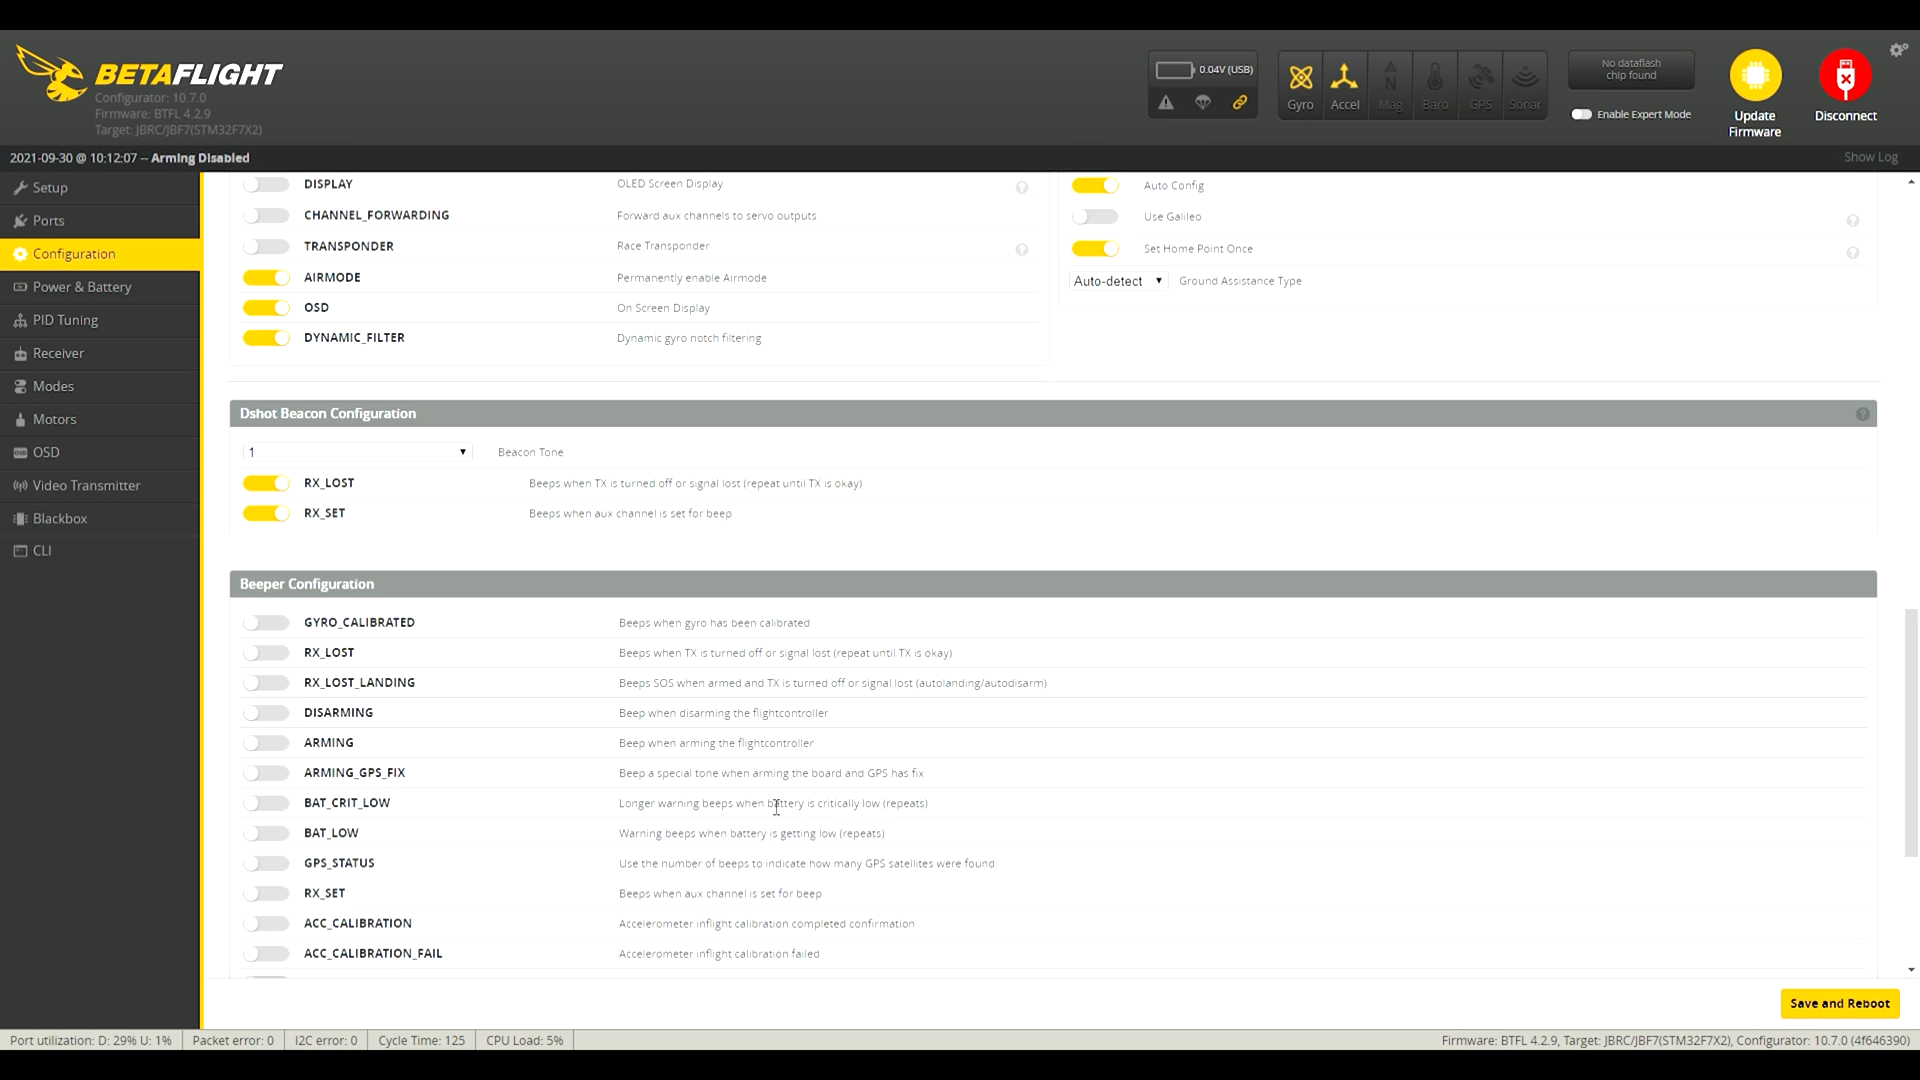 BETAFLIGHT
Configurator: 10.7.0
Firmware: BTFL 4.2.9
Target: JBRC/JBF7(STM32F7X2)
0.04V (USB)
Gyro
Accel
Mag
Baro
GPS
Sonar
No dataflash
chip found
Enable Expert Mode
Update
Firmware
Disconnect
2021-09-30 @ 10:12:07 -- Arming Disabled
Show Log
Setup
Ports
Configuration
Power & Battery
PID Tuning
Receiver
Modes
Motors
OSD
Video Transmitter
Blackbox
CLI
DISPLAY OLED Screen Display
CHANNEL_FORWARDING Forward aux channels to servo outputs
TRANSPONDER Race Transponder
AIRMODE Permanently enable Airmode
OSD On Screen Display
DYNAMIC_FILTER Dynamic gyro notch filtering
Auto Config
Use Galileo
Set Home Point Once
Auto-detect Ground Assistance Type
Dshot Beacon Configuration
1 Beacon Tone
RX_LOST Beeps when TX is turned off or signal lost (repeat until TX is okay)
RX_SET Beeps when aux channel is set for beep
Beeper Configuration
GYRO_CALIBRATED Beeps when gyro has been calibrated
RX_LOST Beeps when TX is turned off or signal lost (repeat until TX is okay)
RX_LOST_LANDING Beeps SOS when armed and TX is turned off or signal lost (autolanding/autodisarm)
DISARMING Beep when disarming the flightcontroller
ARMING Beep when arming the flightcontroller
ARMING_GPS_FIX Beep a special tone when arming the board and GPS has fix
BAT_CRIT_LOW Longer warning beeps when battery is critically low (repeats)
BAT_LOW Warning beeps when battery is getting low (repeats)
GPS_STATUS Use the number of beeps to indicate how many GPS satellites were found
RX_SET Beeps when aux channel is set for beep
ACC_CALIBRATION Accelerometer inflight calibration completed confirmation
ACC_CALIBRATION_FAIL Accelerometer inflight calibration failed
Save and Reboot
Port utilization: D: 29% U: 1% Packet error: 0 I2C error: 0 Cycle Time: 125 CPU Load: 5% Firmware: BTFL 4.2.9, Target: JBRC/JBF7(STM32F7X2), Configurator: 10.7.0 (4f646390)